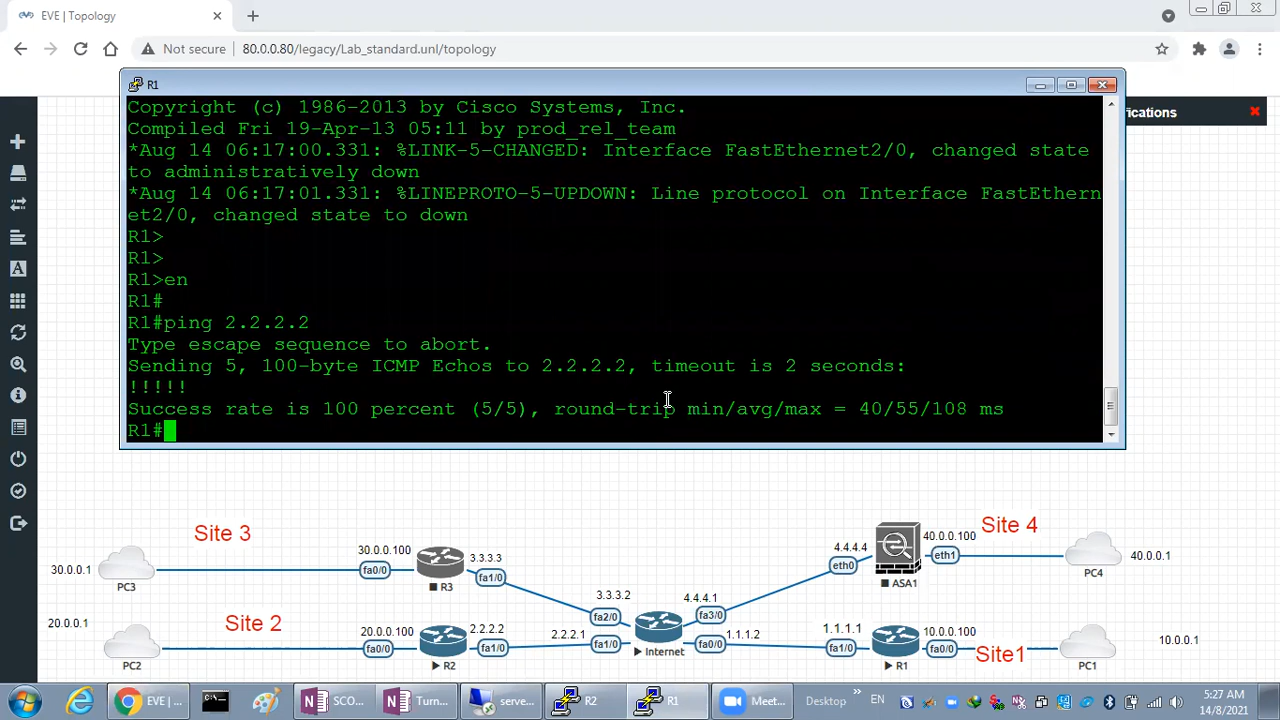 EVE | Topology
Not secure
80.0.0.80/legacy/Lab_standard.unl/topology
R1
Copyright (c) 1986-2013 by Cisco Systems, Inc.
Compiled Fri 19-Apr-13 05:11 by prod_rel_team
*Aug 14 06:17:00.331: %LINK-5-CHANGED: Interface FastEthernet2/0, changed state
to administratively down
*Aug 14 06:17:01.331: %LINEPROTO-5-UPDOWN: Line protocol on Interface FastEthern
et2/0, changed state to down
R1>
R1>
R1>en
R1#
R1#ping 2.2.2.2
Type escape sequence to abort.
Sending 5, 100-byte ICMP Echos to 2.2.2.2, timeout is 2 seconds:
!!!!!
Success rate is 100 percent (5/5), round-trip min/avg/max = 40/55/108 ms
R1#
Site 3
Site 4
30.0.0.100
3.3.3.3
4.4.4.4
40.0.0.100
30.0.0.1
fa0/0
fa1/0
eth0
eth1
40.0.0.1
PC3
R3
ASA1
PC4
3.3.3.2
4.4.4.1
20.0.0.1
Site 2
fa2/0
fa3/0
20.0.0.100
2.2.2.2
2.2.2.1
1.1.1.2
1.1.1.1
10.0.0.100
10.0.0.1
fa0/0
fa1/0
fa1/0
fa0/0
fa1/0
fa0/0
Site1
PC2
R2
Internet
R1
PC1
EVE | ...
SCO...
Turn...
serve...
R2
R1
Meet...
Desktop
EN
5:27 AM
14/8/2021